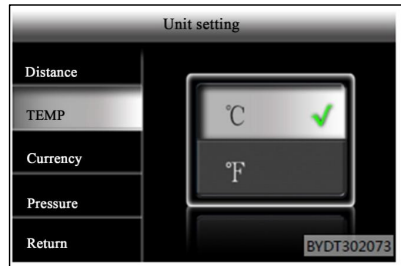 Unit setting
Distance
TEMP
Currency
Pressure
Return
℃
℉
BYDT302073